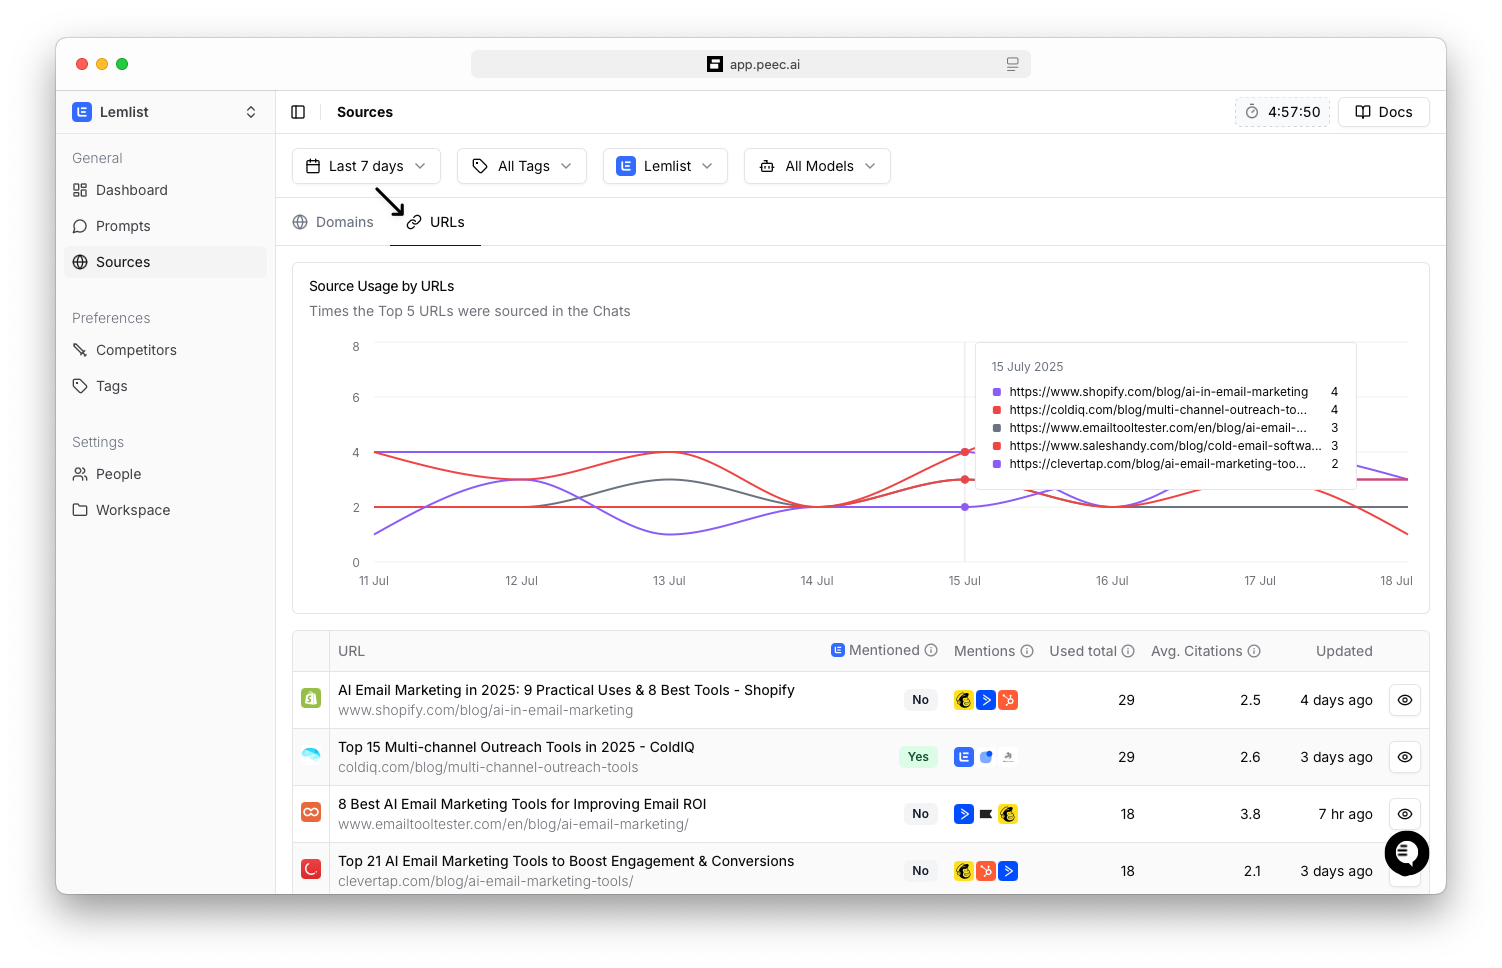 app.peec.ai
Lemlist
Sources
4:57:50
Docs
General
Dashboard
Prompts
Sources
Preferences
Competitors
Tags
Settings
People
Workspace
Last 7 days
All Tags
Lemlist
All Models
Domains
URLs
Source Usage by URLs
Times the Top 5 URLs were sourced in the Chats
8
6
4
2
0
11 Jul
12 Jul
13 Jul
14 Jul
15 Jul
16 Jul
17 Jul
18 Jul
15 July 2025
https://www.shopify.com/blog/ai-in-email-marketing 4
https://coldiq.com/blog/multi-channel-outreach-to... 4
https://www.emailtooltester.com/en/blog/ai-email-... 3
https://www.saleshandy.com/blog/cold-email-softwa... 3
https://clevertap.com/blog/ai-email-marketing-too... 2
URL Mentioned Mentions Used total Avg. Citations Updated
AI Email Marketing in 2025: 9 Practical Uses & 8 Best Tools - Shopify
www.shopify.com/blog/ai-in-email-marketing
No 29 2.5 4 days ago
Top 15 Multi-channel Outreach Tools in 2025 - ColdIQ
coldiq.com/blog/multi-channel-outreach-tools
Yes 29 2.6 3 days ago
8 Best AI Email Marketing Tools for Improving Email ROI
www.emailtooltester.com/en/blog/ai-email-marketing/
No 18 3.8 7 hr ago
Top 21 AI Email Marketing Tools to Boost Engagement & Conversions
clevertap.com/blog/ai-email-marketing-tools/
No 18 2.1 3 days ago